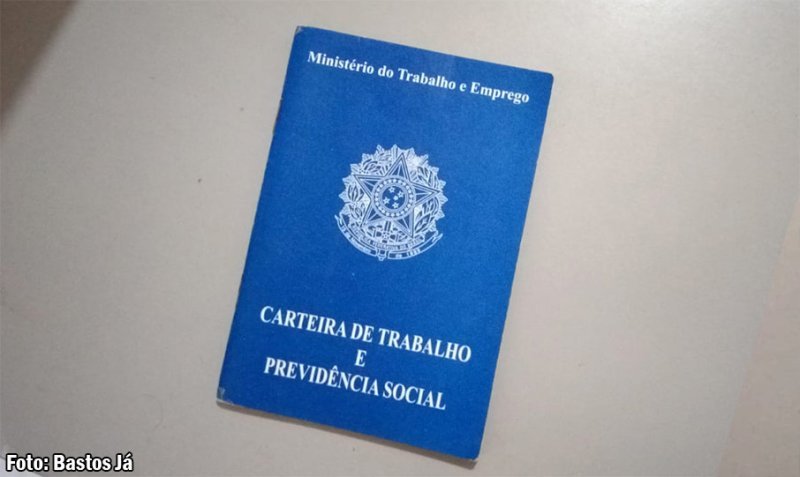 Ministério do Trabalho e Emprego
CARTEIRA DE TRABALHO
E
PREVIDÊNCIA SOCIAL
Foto: Bastos Já